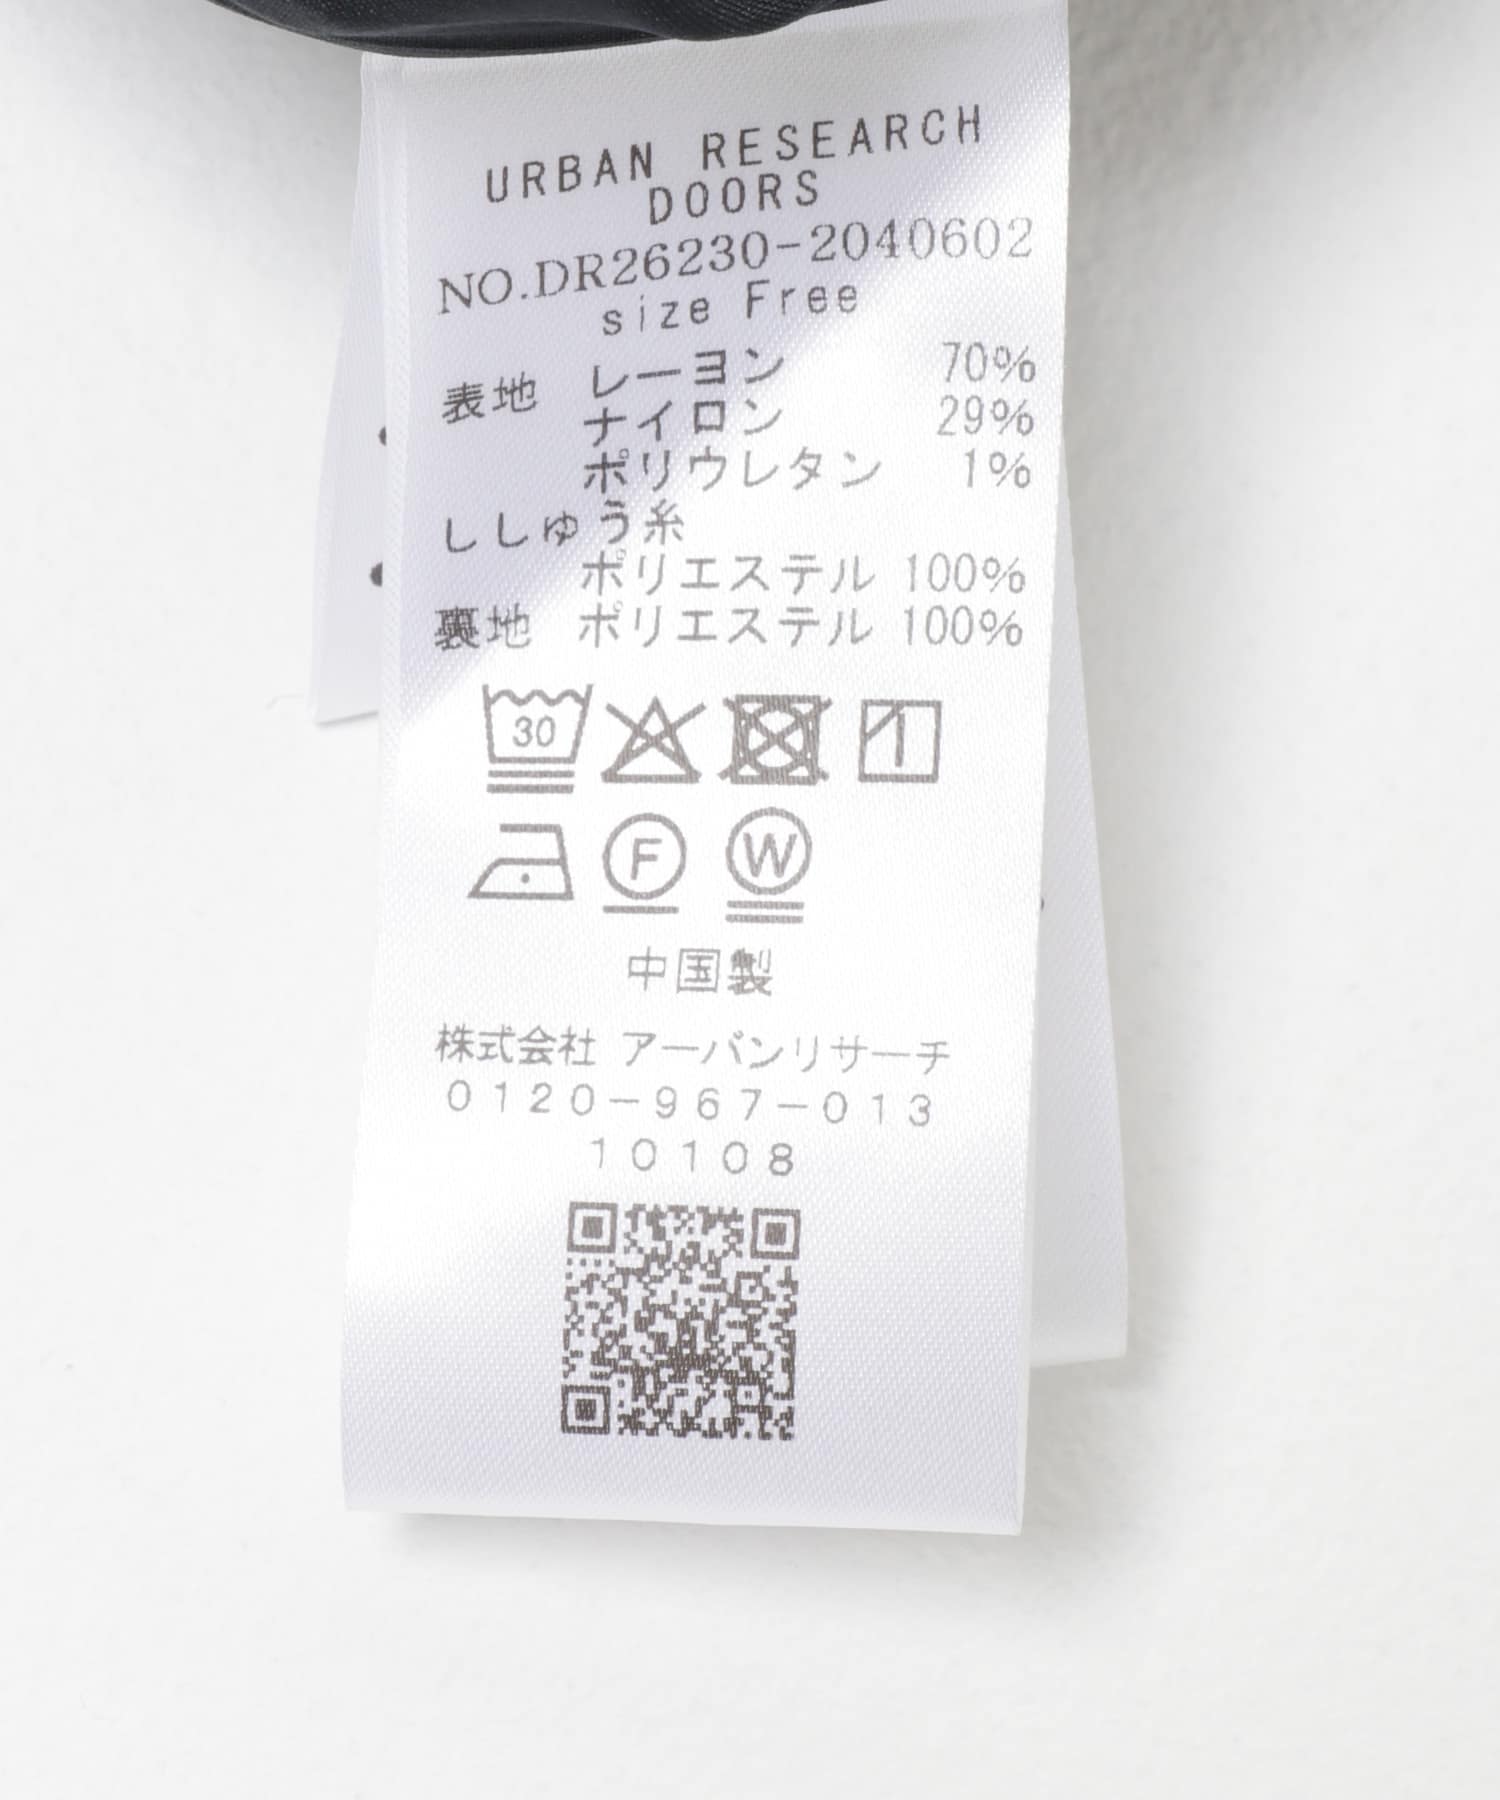 URBAN RESEARCH
DOORS
NO.DR26230-2040602
size Free
表地 レーヨン 70%
ナイロン 29%
ポリウレタン 1%
ししゅう糸
ポリエステル 100%
裏地 ポリエステル 100%
30
F W
中国製
株式会社 アーバンリサーチ
0120-967-013
10108